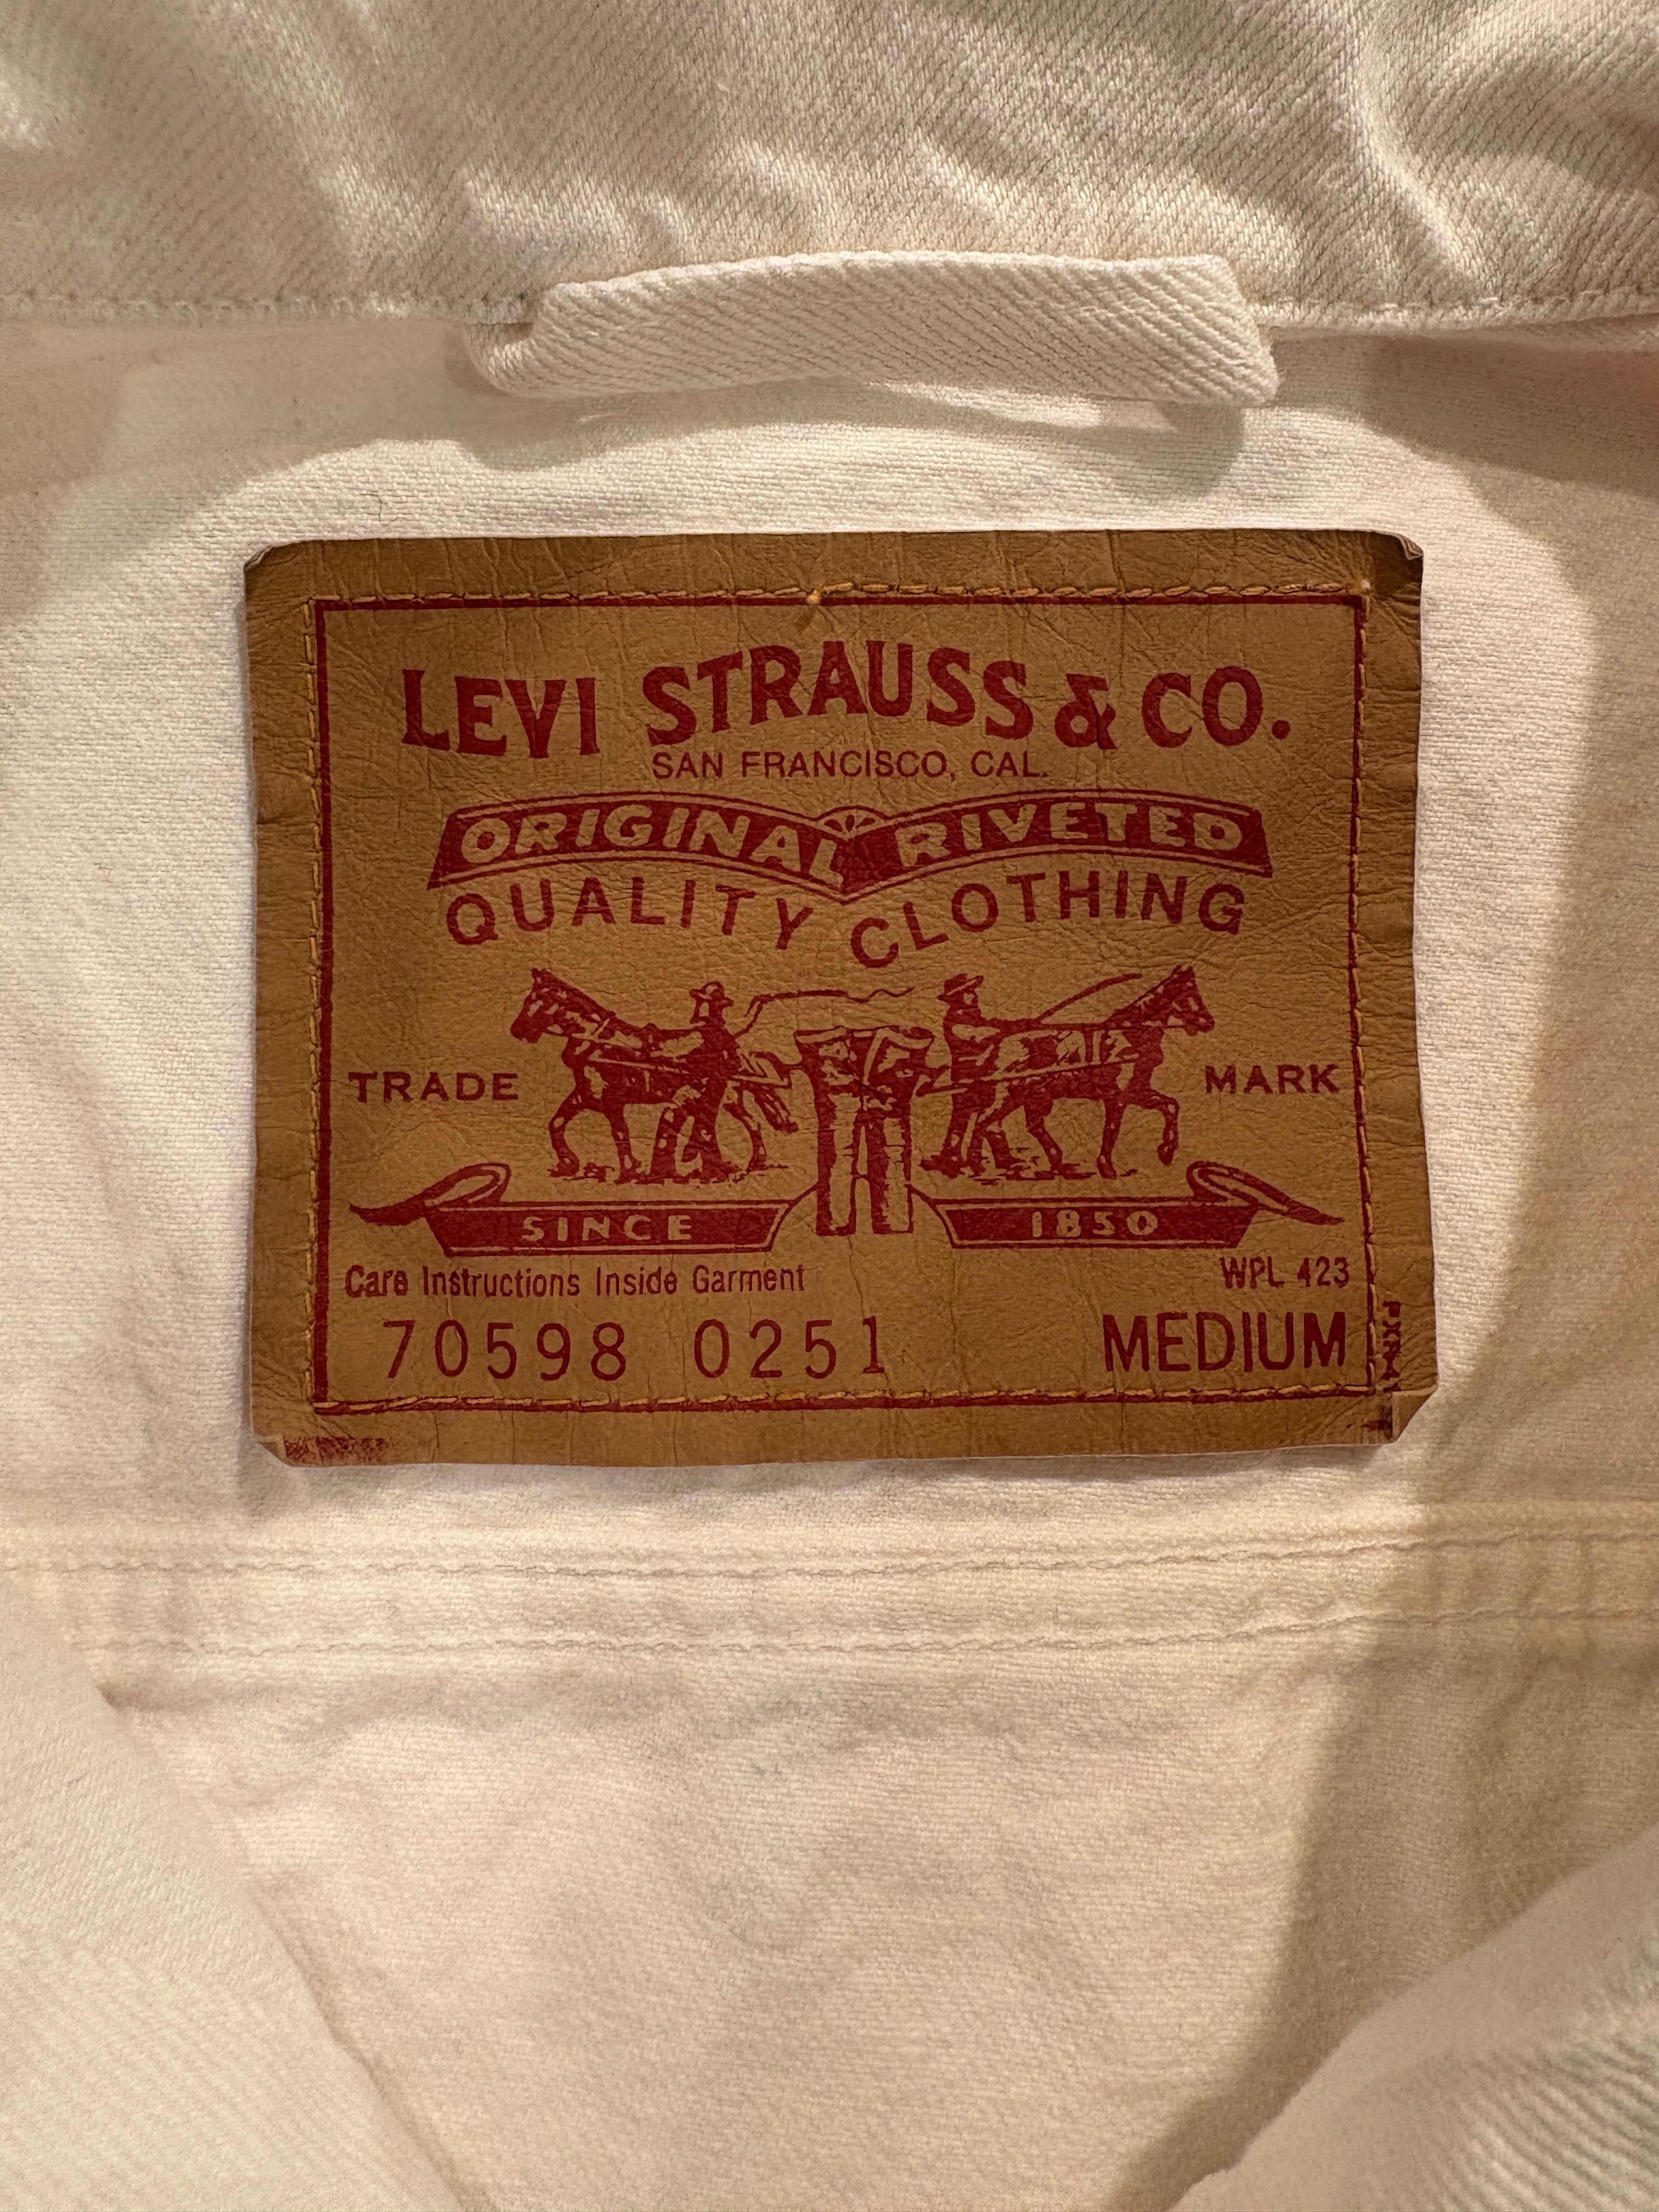 LEVI STRAUSS & CO.
SAN FRANCISCO, CAL.
ORIGINAL RIVETED
QUALITY CLOTHING
TRADE MARK
SINCE 1850
Care Instructions Inside Garment WPL 423
70598 0251 MEDIUM